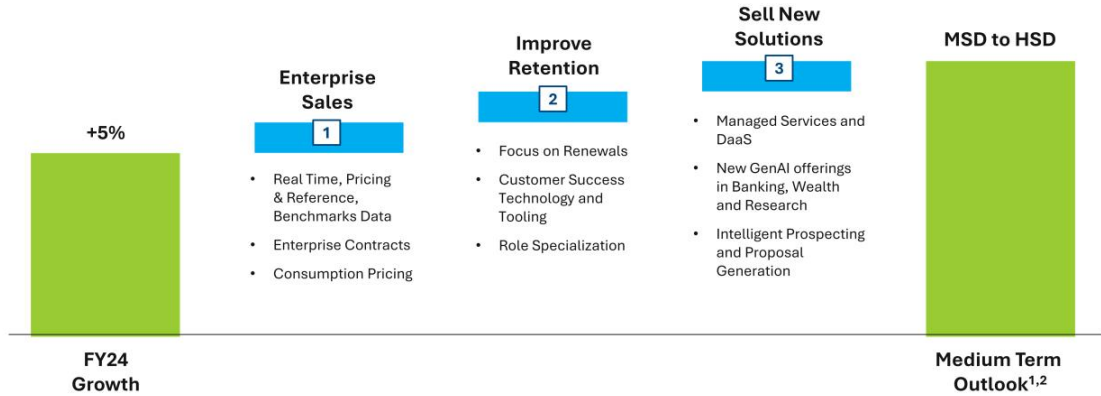 +5%
FY24
Growth
Enterprise
Sales
1
• Real Time, Pricing
& Reference,
Benchmarks Data
• Enterprise Contracts
• Consumption Pricing
Improve
Retention
2
• Focus on Renewals
• Customer Success
Technology and
Tooling
• Role Specialization
Sell New
Solutions
3
• Managed Services and
DaaS
• New GenAI offerings
in Banking, Wealth
and Research
• Intelligent Prospecting
and Proposal
Generation
MSD to HSD
Medium Term
Outlook¹,²